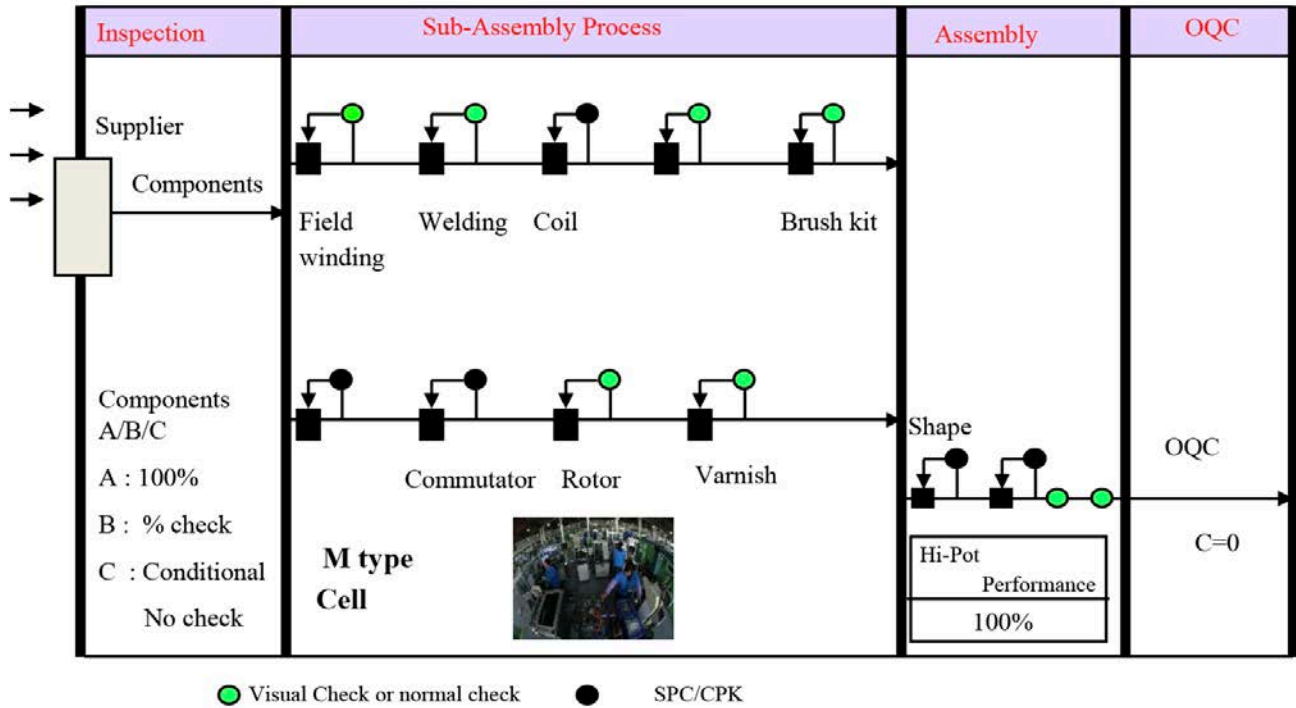 Inspection
Sub-Assembly Process
Assembly
OQC
Supplier
Components
Field
winding
Welding
Coil
Brush kit
Components
A/B/C
A : 100%
B : % check
C : Conditional
No check
Commutator
Rotor
Varnish
M type
Cell
Shape
Hi-Pot
Performance
100%
OQC
C=0
Visual Check or normal check
SPC/CPK